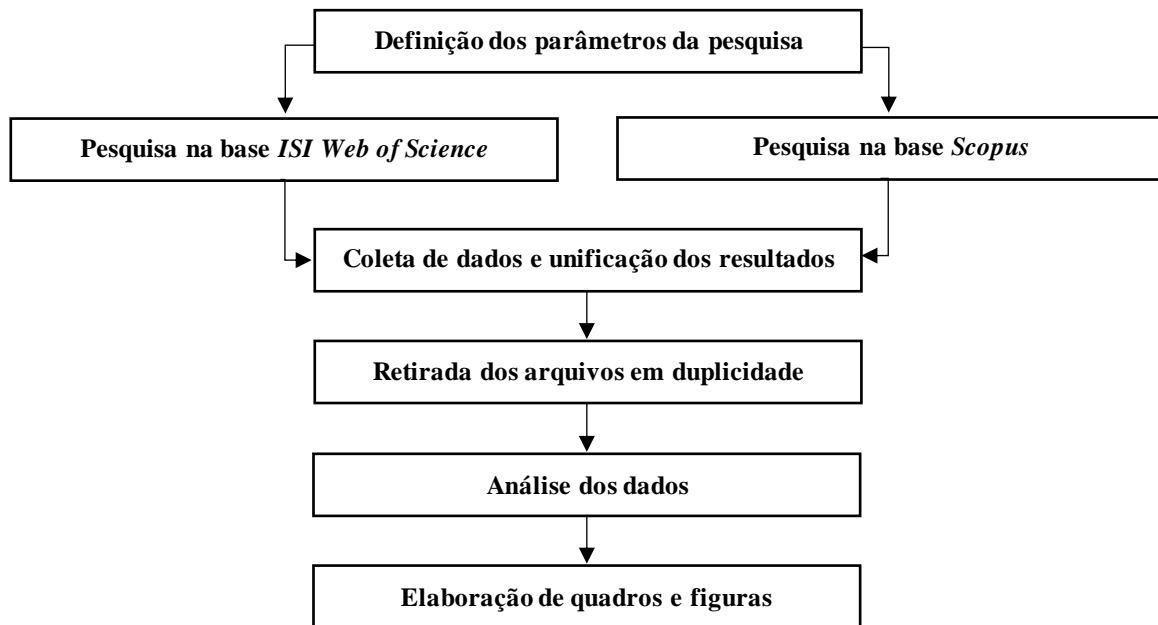 Definição dos parâmetros da pesquisa
Pesquisa na base ISI Web of Science
Pesquisa na base Scopus
Coleta de dados e unificação dos resultados
Retirada dos arquivos em duplicidade
Análise dos dados
Elaboração de quadros e figuras